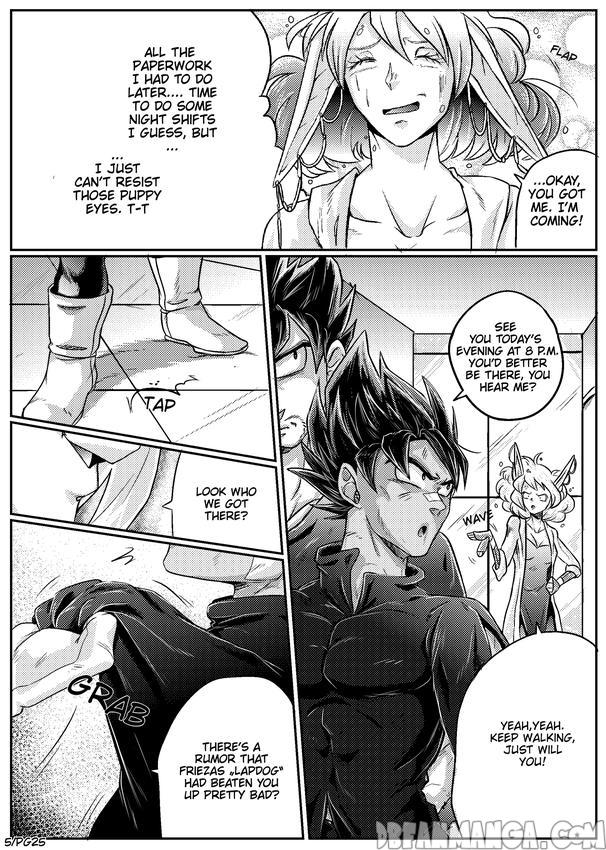 ALL THE
PAPERWORK
I HAD TO DO
LATER.... TIME
TO DO SOME
NIGHT SHIFTS
I GUESS, BUT
...
...
I JUST
CAN'T RESIST
THOSE PUPPY
EYES. T-T
FLAP
...OKAY,
YOU GOT
ME. I'M
COMING!
SEE
YOU TODAY'S
EVENING AT 8 P.M.
YOU'D BETTER
BE THERE, YOU
HEAR ME?
TAP
WAVE
LOOK WHO
WE GOT
THERE?
GRAB
THERE'S A
RUMOR THAT
FRIEZAS „LAPDOG“
HAD BEATEN YOU
UP PRETTY BAD?
YEAH,YEAH.
KEEP WALKING,
JUST WILL
YOU!
5/PG25
DBFANMANGA.COM